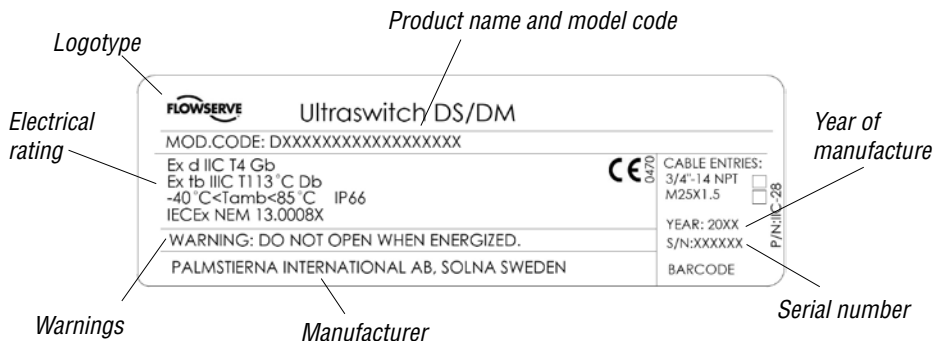 Product name and model code
Logotype
FLOWSERVE
Ultraswitch DS/DM
Electrical
rating
Year of
manufacture
MOD.CODE: DXXXXXXXXXXXXXXXXXX
Ex d IIC T4 Gb
Ex tb IIIC T113°C Db
-40°C<Tamb<85°C IP66
IECEx NEM 13.0008X
CE 0470
CABLE ENTRIES:
3/4"-14 NPT
M25X1.5
YEAR: 20XX
S/N:XXXXXX
P/N:IIC-28
WARNING: DO NOT OPEN WHEN ENERGIZED.
PALMSTIERNA INTERNATIONAL AB, SOLNA SWEDEN
BARCODE
Warnings
Manufacturer
Serial number